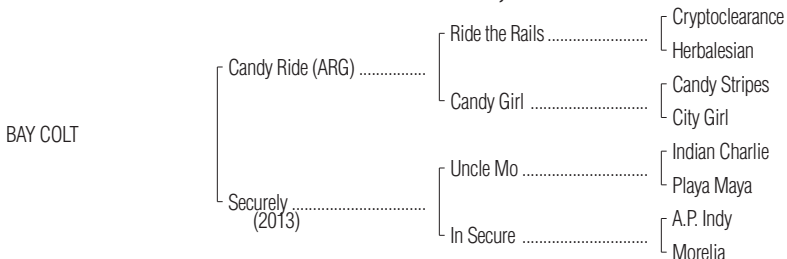 Cryptoclearance
Ride the Rails ........................
Herbalesian
Candy Ride (ARG) ................
Candy Stripes
Candy Girl ............................
City Girl
BAY COLT
Indian Charlie
Uncle Mo ..............................
Playa Maya
Securely ................................
(2013)
A.P. Indy
In Secure ..............................
Morelia